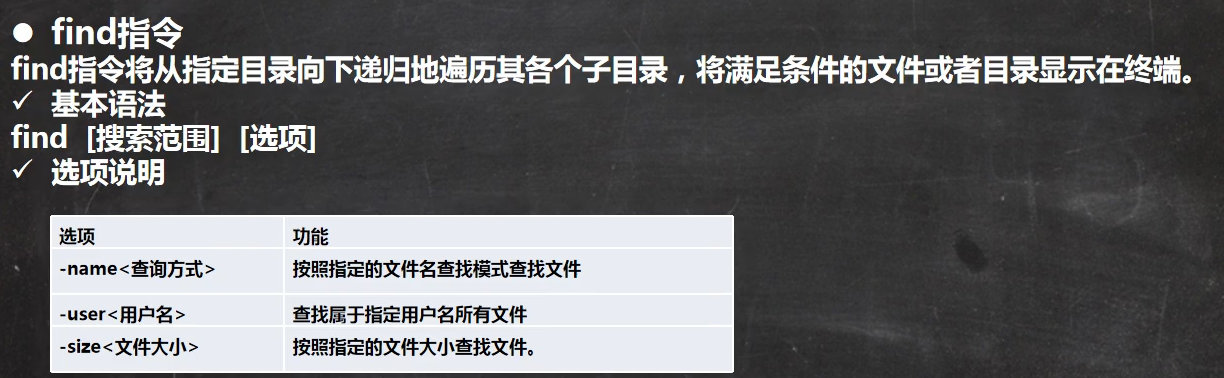 ● find指令
find指令将从指定目录向下递归地遍历其各个子目录，将满足条件的文件或者目录显示在终端。
✓ 基本语法
find [搜索范围] [选项]
✓ 选项说明
选项 功能
-name<查询方式> 按照指定的文件名查找模式查找文件
-user<用户名> 查找属于指定用户名所有文件
-size<文件大小> 按照指定的文件大小查找文件。